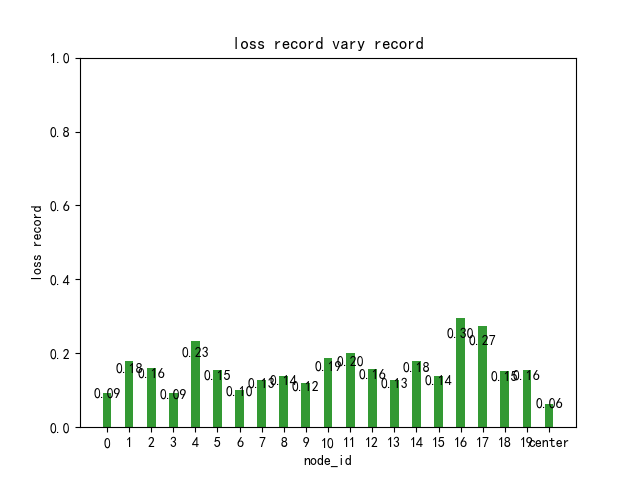 loss record vary record
1.0
0.8
0.6
0.4
0.2
0.0
loss record
0.09 0.18 0.16 0.09 0.23 0.15 0.10 0.13 0.14 0.12 0.19 0.20 0.16 0.13 0.18 0.14 0.30 0.27 0.15 0.16 0.06
0 1 2 3 4 5 6 7 8 9 10 11 12 13 14 15 16 17 18 19 center
node_id